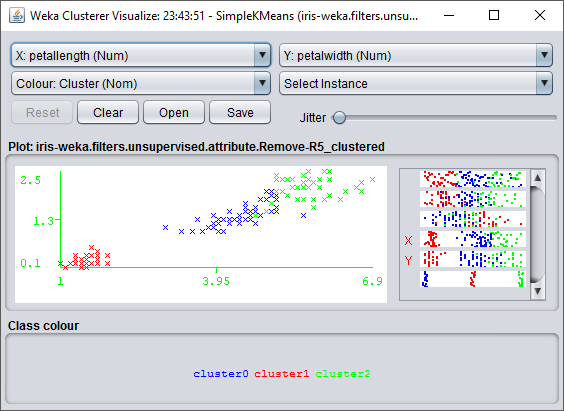 Weka Clusterer Visualize: 23:43:51 - SimpleKMeans (iris-weka.filters.unsu...
X: petallength (Num) Y: petalwidth (Num)
Colour: Cluster (Nom) Select Instance
Reset Clear Open Save Jitter
Plot: iris-weka.filters.unsupervised.attribute.Remove-R5_clustered
2.5
1.3
0.1
1 3.95 6.9
X
Y
Class colour
cluster0 cluster1 cluster2